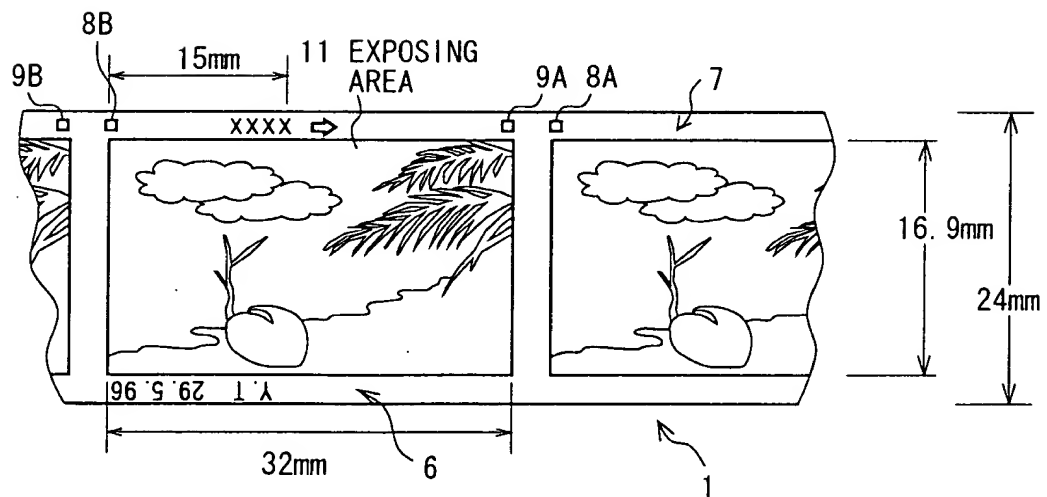 8B
15mm
11 EXPOSING
AREA
9B
9A
8A
7
XXXX
16.9mm
24mm
Y.T 29.5.96
32mm
6
1